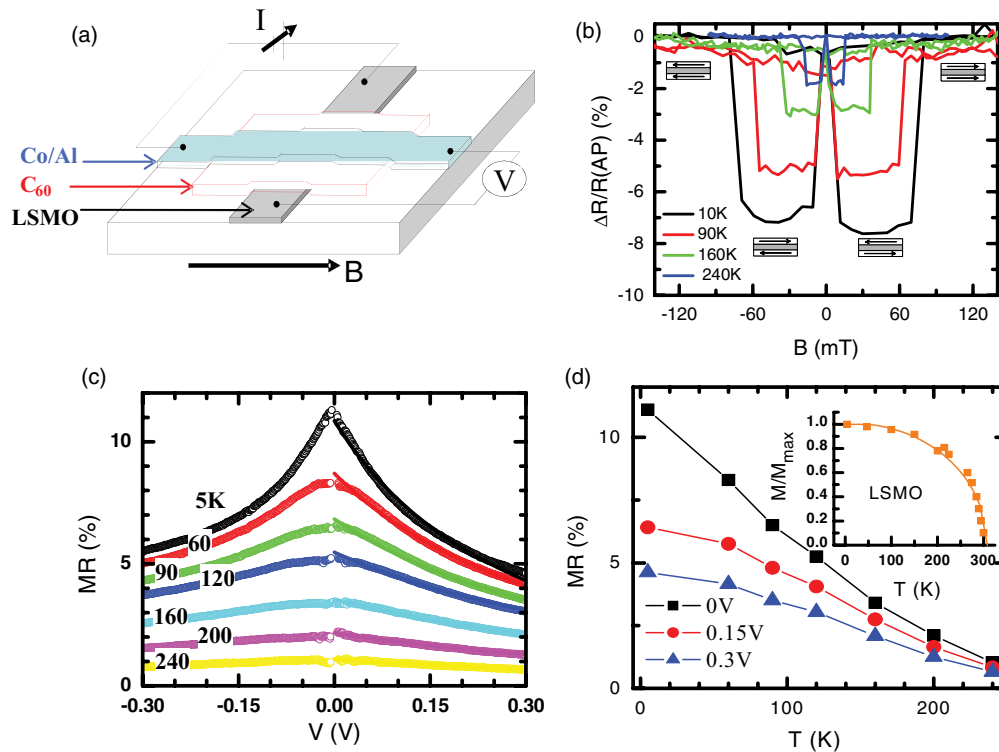 (a)
I
Co/Al
C60
LSMO
V
B
(b)
ΔR/R(AP) (%)
0
-2
-4
-6
-8
-10
10K
90K
160K
240K
-120 -60 0 60 120
B (mT)
(c)
MR (%)
10
5
0
5K
60
90
120
160
200
240
-0.30 -0.15 0.00 0.15 0.30
V (V)
(d)
MR (%)
10
5
0
0V
0.15V
0.3V
0 100 200
T (K)
M/Mmax
1.0
0.8
0.6
0.4
0.2
0.0
LSMO
0 100 200 300
T (K)